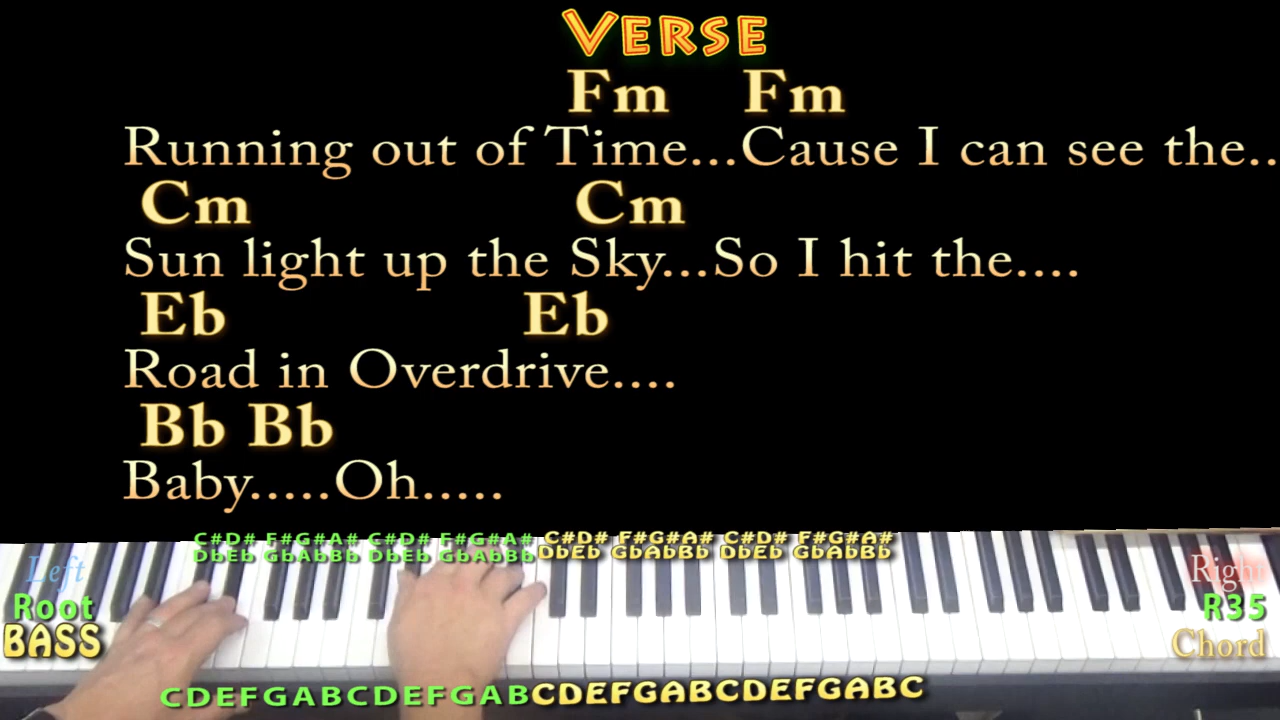 VERSE
Fm Fm
Running out of Time...Cause I can see the..
Cm Cm
Sun light up the Sky...So I hit the....
Eb Eb
Road in Overdrive....
Bb Bb
Baby.....Oh.....
C#D# F#G#A# C#D# F#G#A# C#D# F#G#A# C#D# F#G#A#
DbEb GbAbBb DbEb GbAbBb DbEb GbAbBb DbEb GbAbBb
Left
Root
BASS
Right
R35
Chord
CDEFGABCDEFGABCDEFGABCDEFGABC